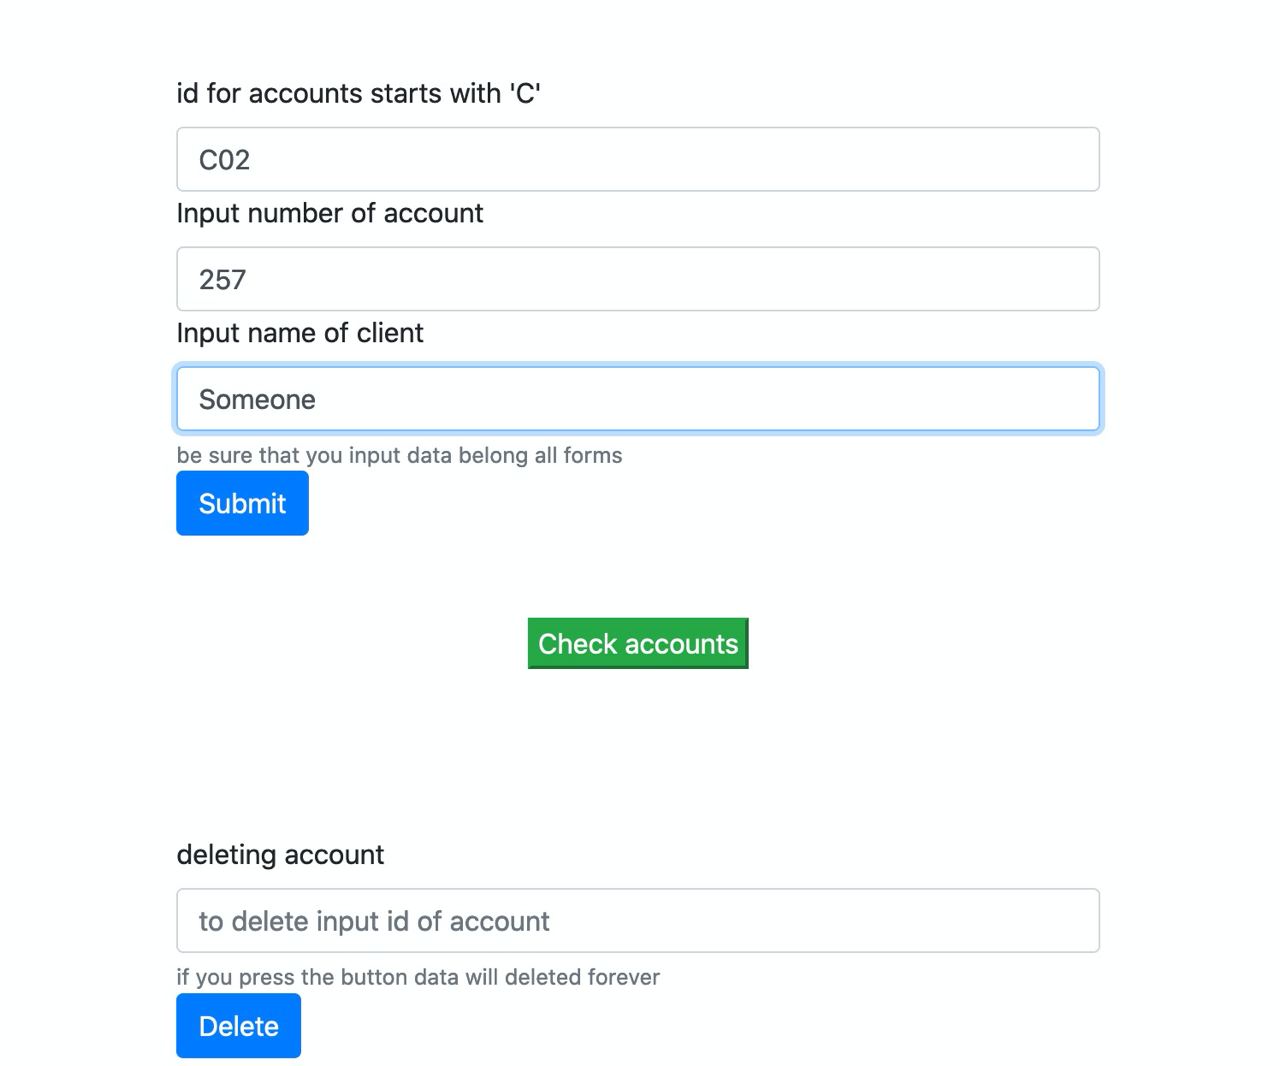 id for accounts starts with 'C'
C02
Input number of account
257
Input name of client
Someone
be sure that you input data belong all forms
Submit
Check accounts
deleting account
to delete input id of account
if you press the button data will deleted forever
Delete